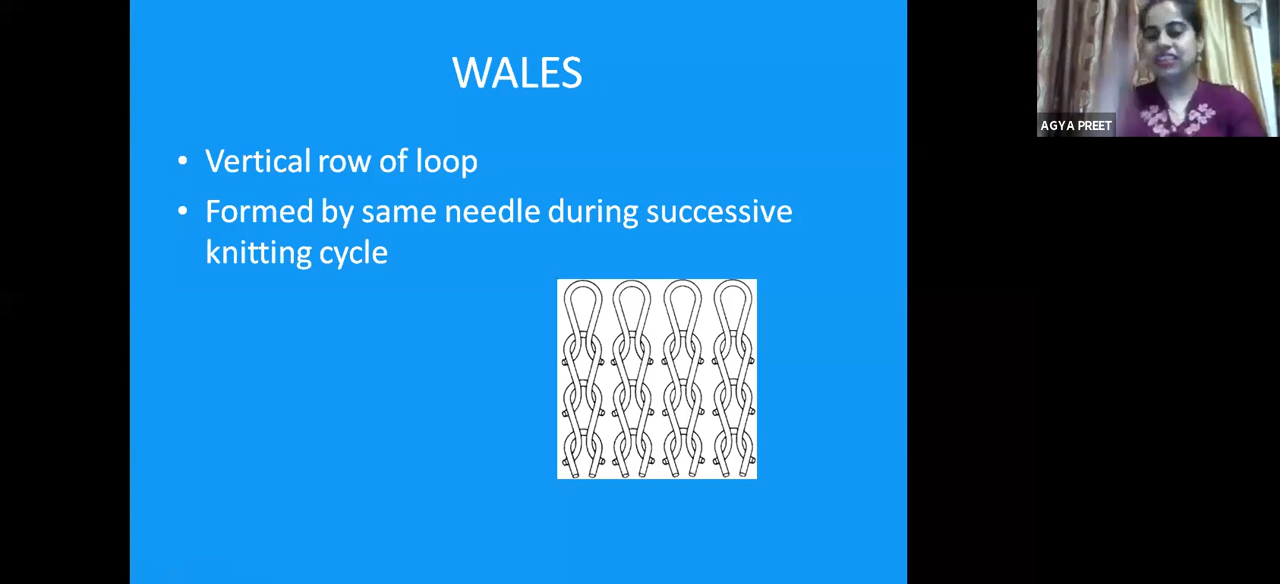 WALES
• Vertical row of loop
• Formed by same needle during successive
knitting cycle
AGYA PREET